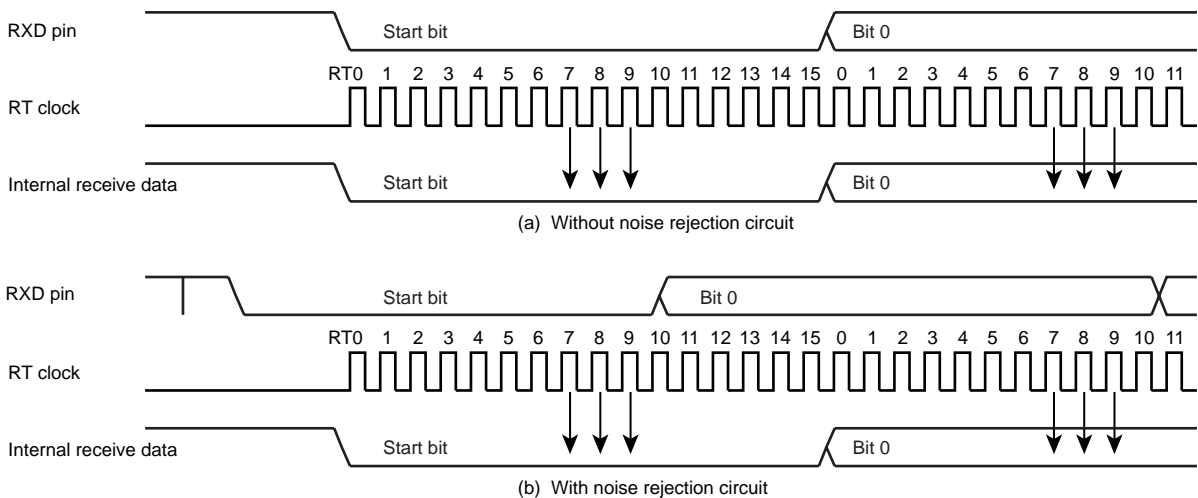 RXD pin
Start bit
Bit 0
RT0 1 2 3 4 5 6 7 8 9 10 11 12 13 14 15 0 1 2 3 4 5 6 7 8 9 10 11
RT clock
Internal receive data
Start bit
Bit 0
(a) Without noise rejection circuit
RXD pin
Start bit
Bit 0
RT0 1 2 3 4 5 6 7 8 9 10 11 12 13 14 15 0 1 2 3 4 5 6 7 8 9 10 11
RT clock
Internal receive data
Start bit
Bit 0
(b) With noise rejection circuit